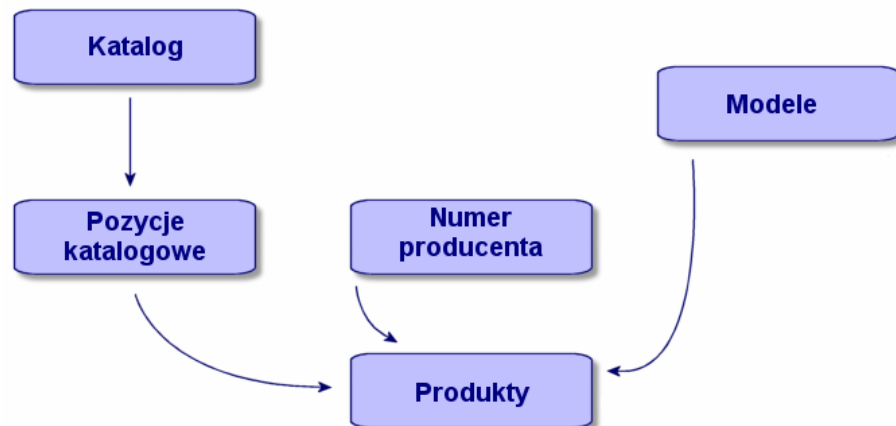 Katalog
Modele
Pozycje
katalogowe
Numer
producenta
Produkty